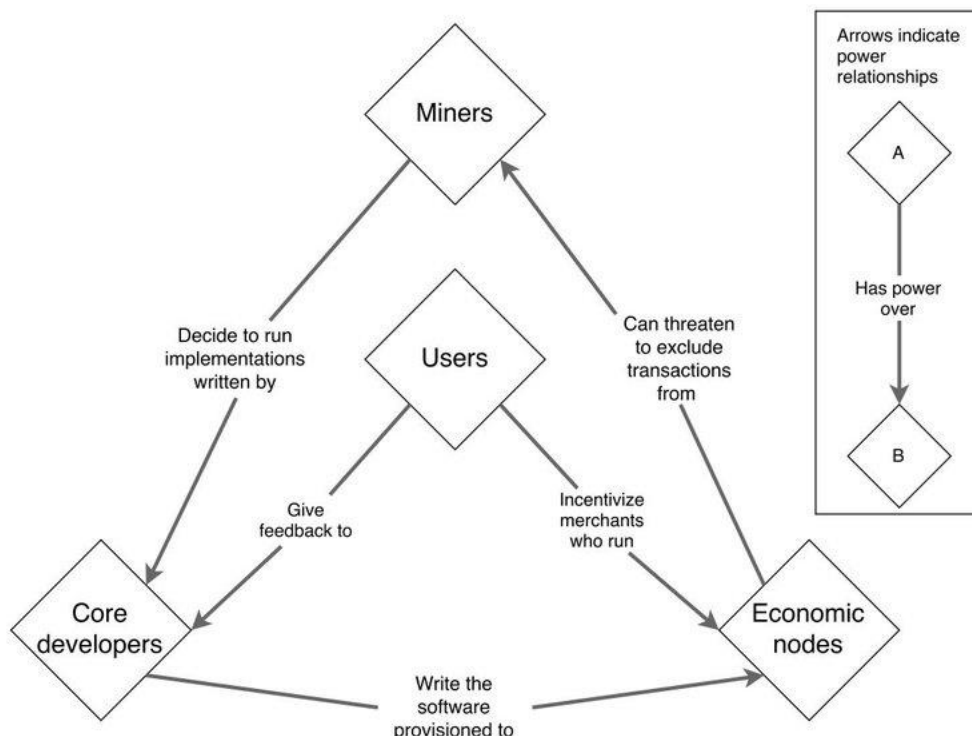 Miners
Arrows indicate
power
relationships
A
Has power
over
B
Decide to run
implementations
written by
Users
Can threaten
to exclude
transactions
from
Give
feedback to
Incentivize
merchants
who run
Core
developers
Economic
nodes
Write the
software
provisioned to